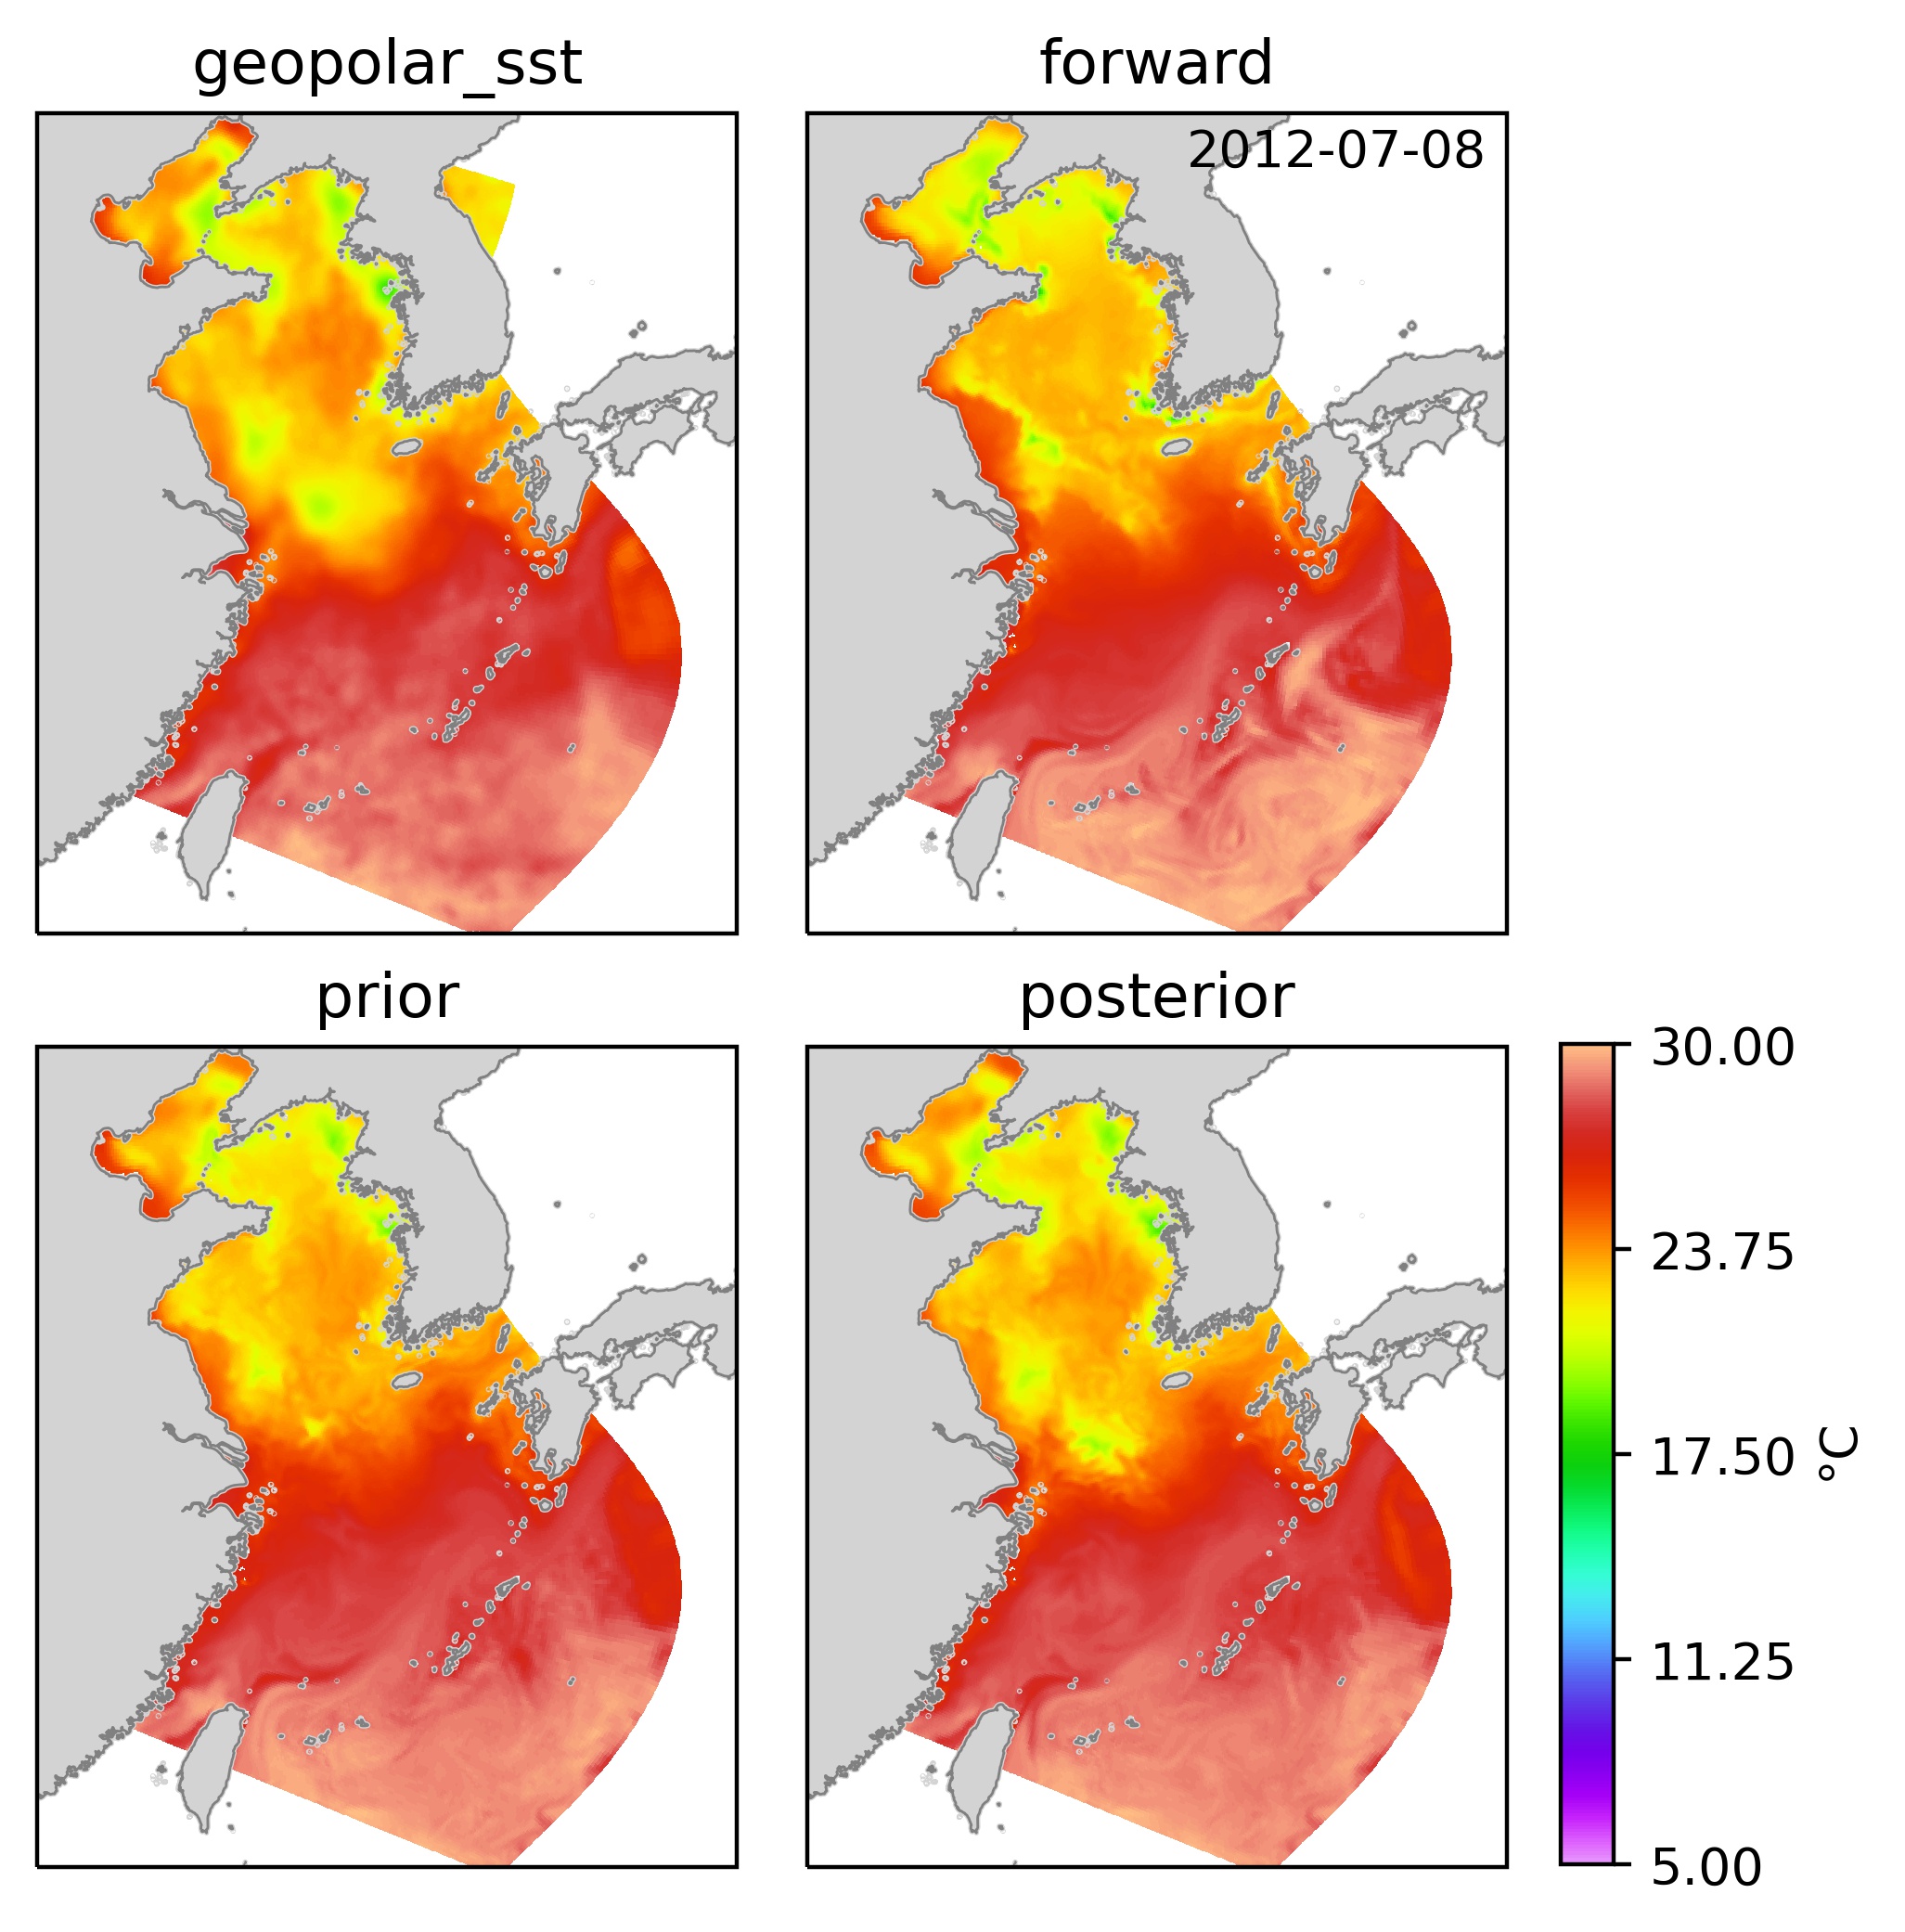 geopolar_sst
forward
2012-07-08
prior
posterior
30.00
23.75
17.50
11.25
5.00
°C